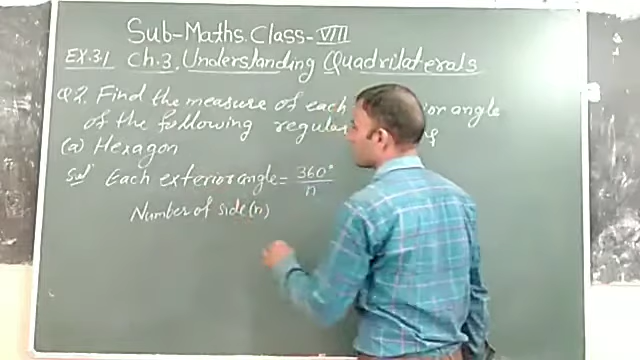 Sub-Maths. Class-VIII
EX.3.1 Ch.3, Understanding Quadrilaterals
Q2. Find the measure of each angle
of the following regular
(a) Hexagon
Sol: Each exterior angle = 360°/n
Number of side(n)